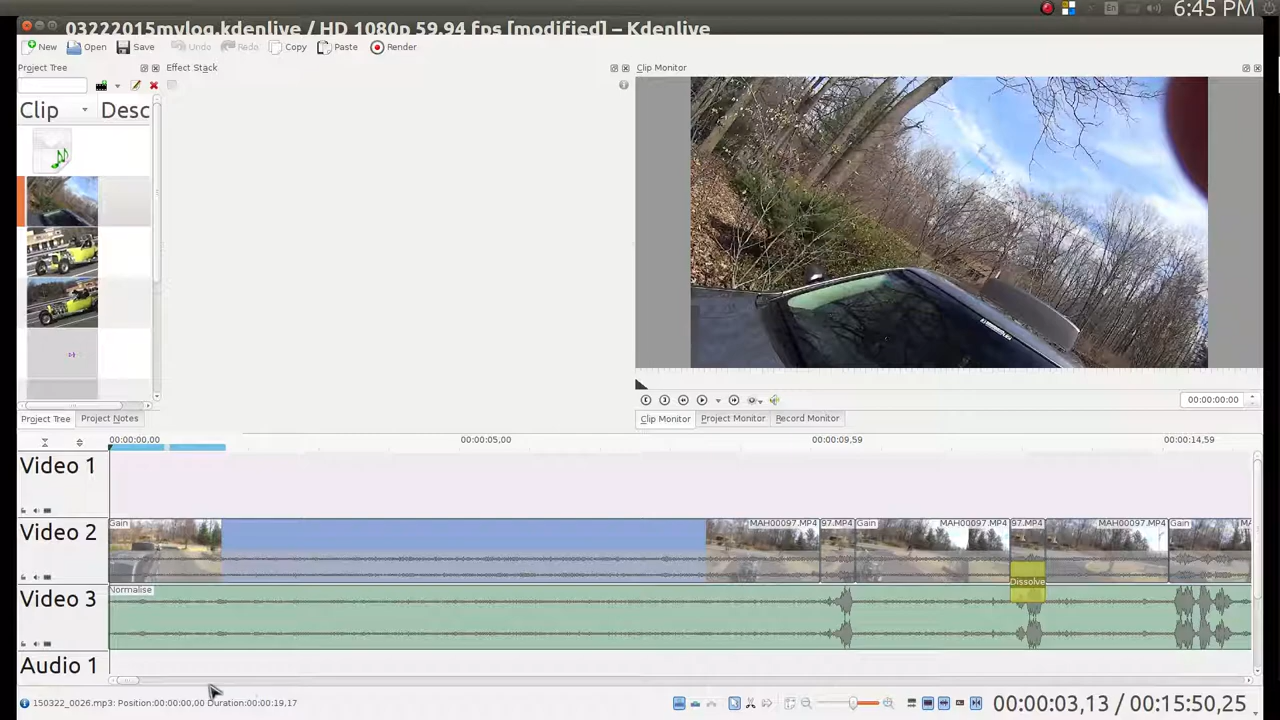 En 6:45 PM
03222015mylog.kdenlive / HD 1080p 59.94 fps [modified] – Kdenlive
New Open Save Undo Redo Copy Paste Render
Project Tree Effect Stack Clip Monitor
Clip Desc
00:00:00,00
Project Tree Project Notes Clip Monitor Project Monitor Record Monitor
00:00:00,00 00:00:05,00 00:00:09,59 00:00:14,59
Video 1
Gain MAH00097.MP4 97.MP4 Gain MAH00097.MP4 97.MP4 MAH00097.MP4 Gain MA
Video 2
Dissolve
Normalise
Video 3
Audio 1
150322_0026.mp3: Position:00:00:00,00 Duration:00:00:19,17 00:00:03,13 / 00:15:50,25